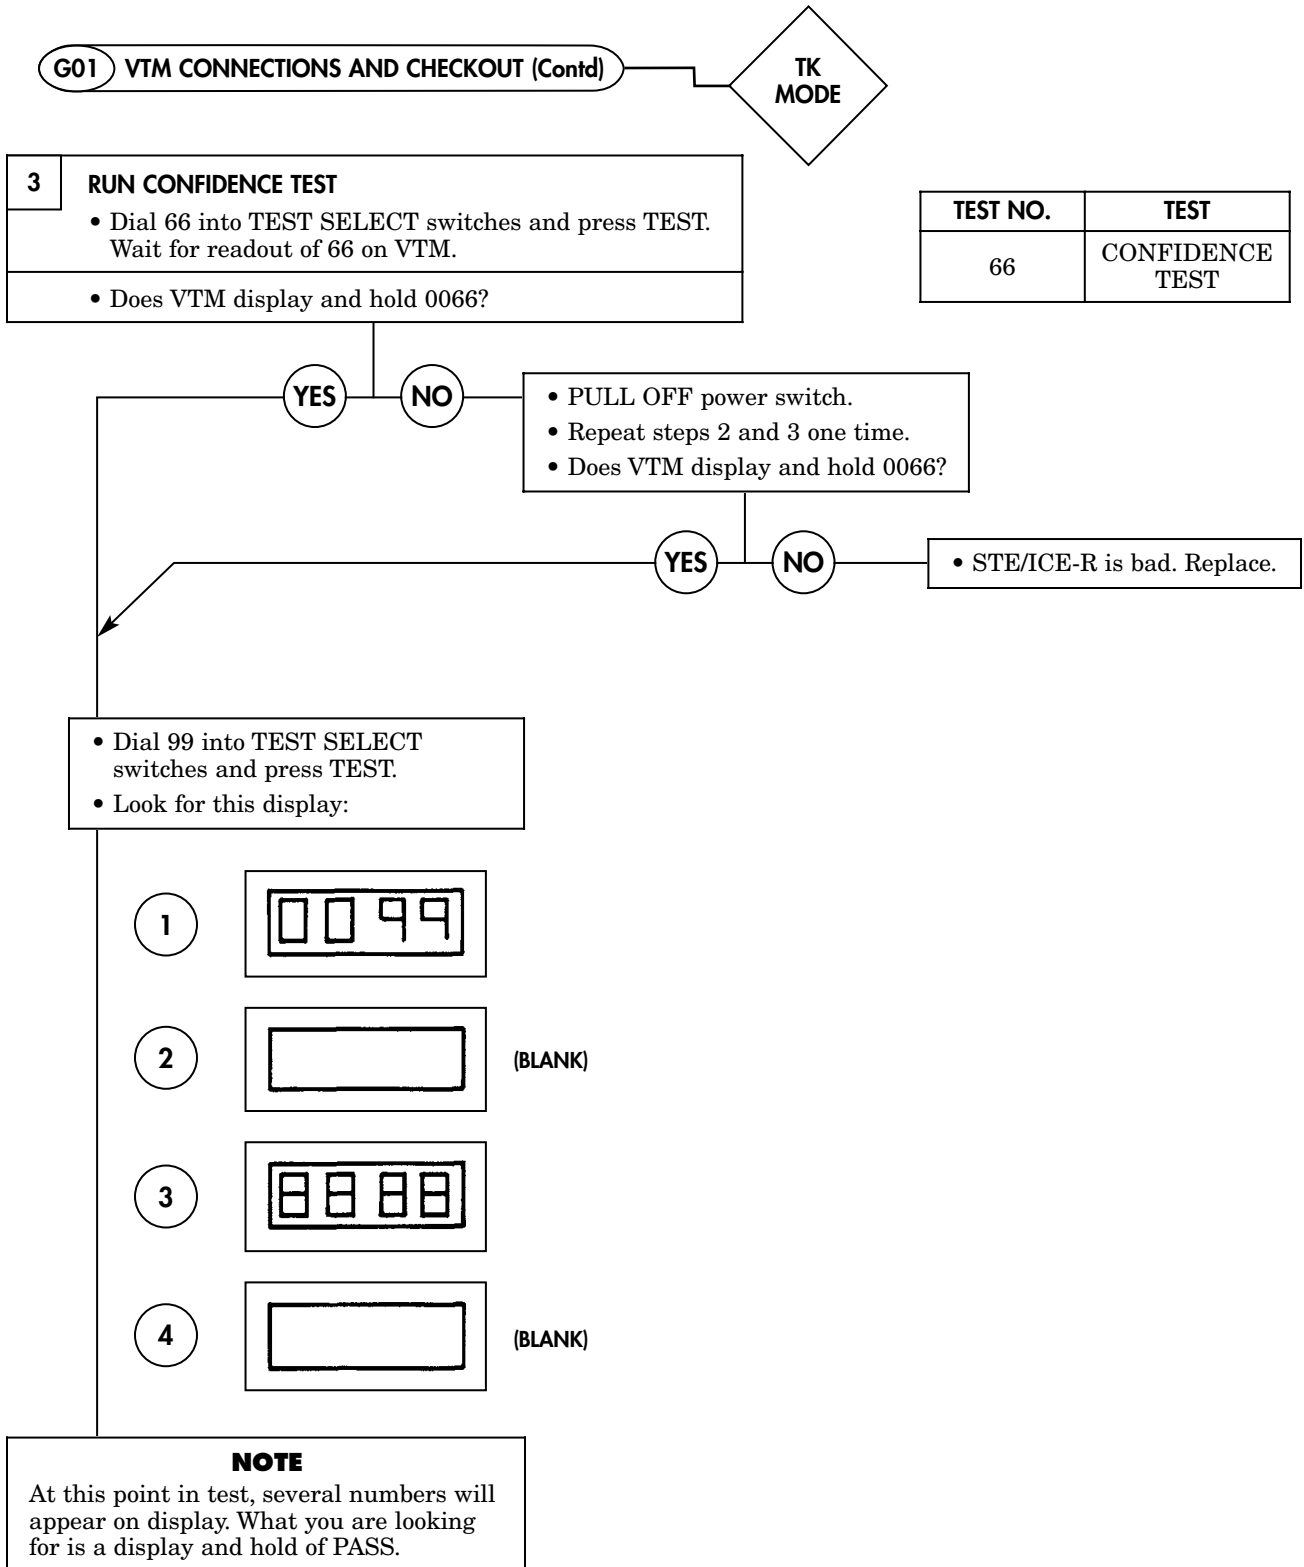 G01 VTM CONNECTIONS AND CHECKOUT (Contd)
TK
MODE
3 RUN CONFIDENCE TEST
• Dial 66 into TEST SELECT switches and press TEST.
Wait for readout of 66 on VTM.
• Does VTM display and hold 0066?
TEST NO. TEST
66 CONFIDENCE
TEST
YES NO
• PULL OFF power switch.
• Repeat steps 2 and 3 one time.
• Does VTM display and hold 0066?
YES NO
• STE/ICE-R is bad. Replace.
• Dial 99 into TEST SELECT
switches and press TEST.
• Look for this display:
1 00 99
2 (BLANK)
3 88 88
4 (BLANK)
NOTE
At this point in test, several numbers will
appear on display. What you are looking
for is a display and hold of PASS.